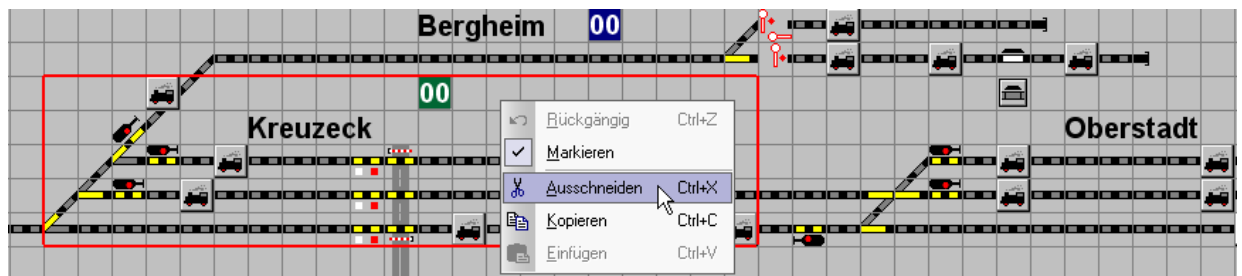 Bergheim 00
00
Kreuzeck
Oberstadt
Rückgängig Ctrl+Z
Markieren
Ausschneiden Ctrl+X
Kopieren Ctrl+C
Einfügen Ctrl+V